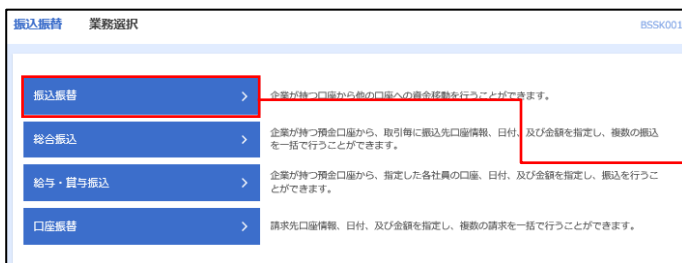 振込振替 業務選択 BSSK001
振込振替 企業が持つ口座から他の口座への資金移動を行うことができます。
総合振込 企業が持つ預金口座から、取引毎に振込先口座情報、日付、及び金額を指定し、複数の振込
を一括で行うことができます。
給与・賞与振込 企業が持つ預金口座から、指定した各社員の口座、日付、及び金額を指定し、振込を行うこ
とができます。
口座振替 請求先口座情報、日付、及び金額を指定し、複数の請求を一括で行うことができます。